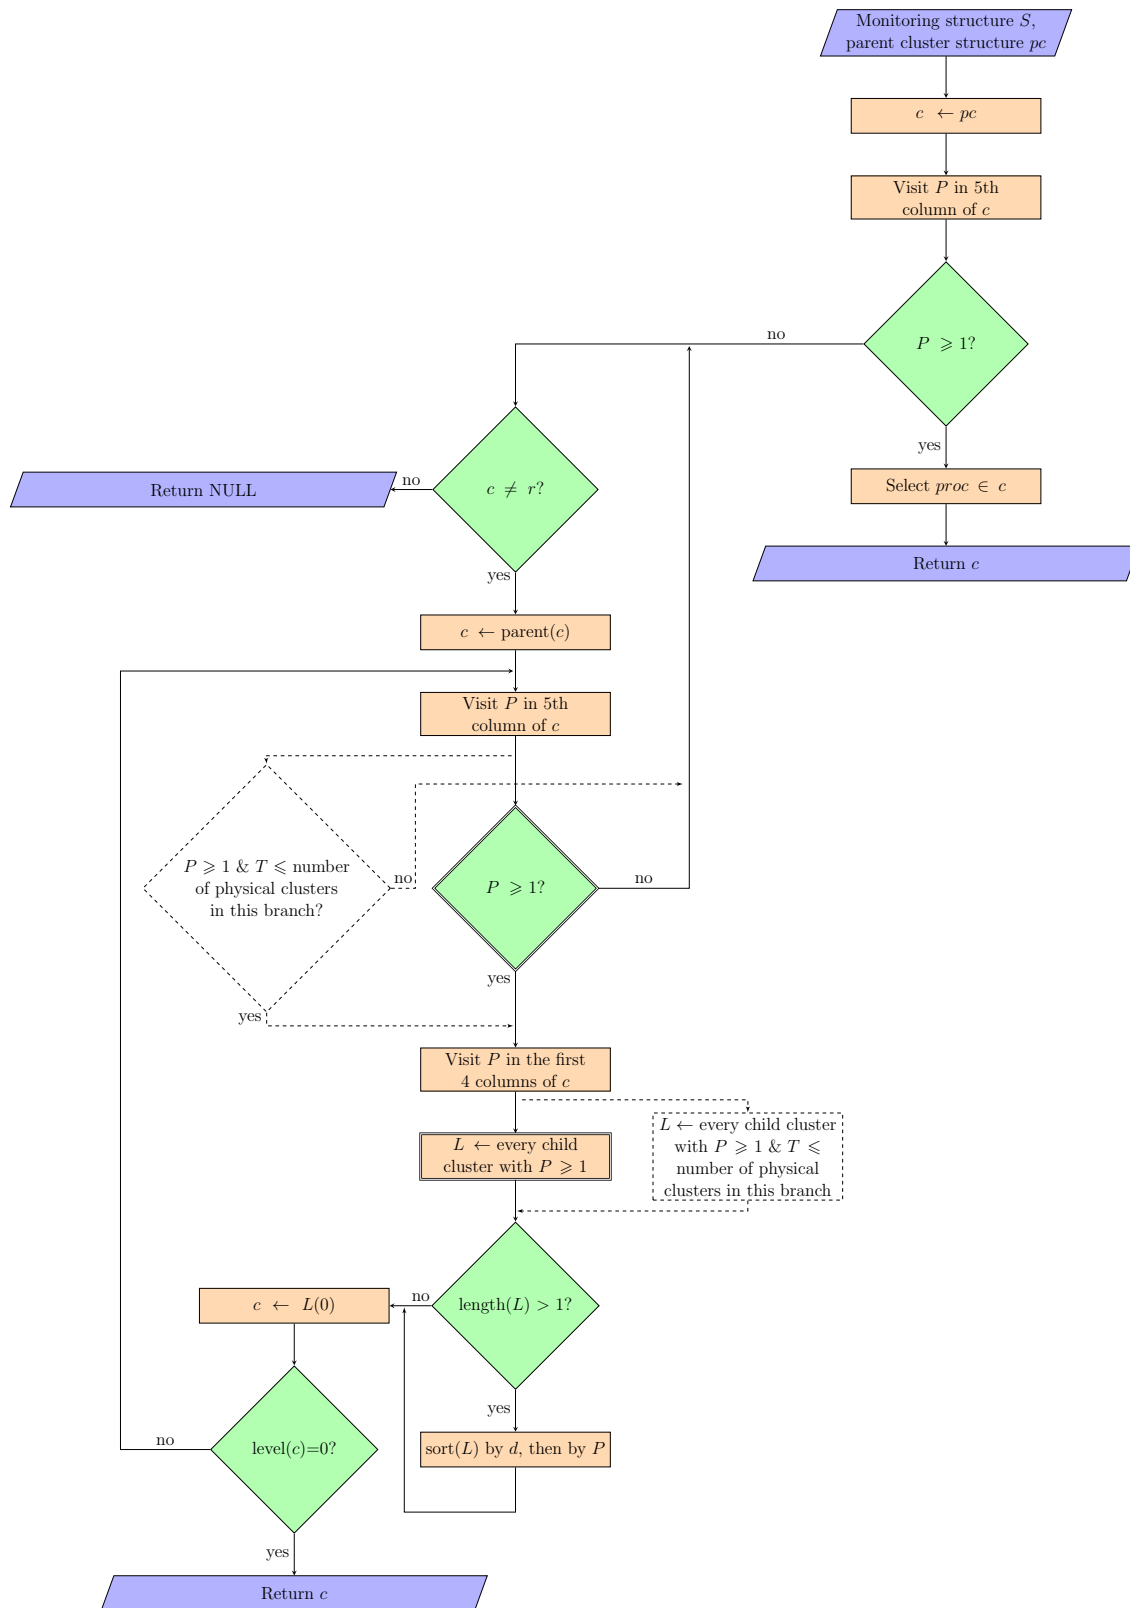 Monitoring structure S,
parent cluster structure pc
c ← pc
Visit P in 5th
column of c
P ⩾ 1?
no
yes
Select proc ∈ c
Return c
c ≠ r?
no
Return NULL
yes
c ← parent(c)
Visit P in 5th
column of c
P ⩾ 1 & T ⩽ number
of physical clusters
in this branch?
no
yes
P ⩾ 1?
no
yes
Visit P in the first
4 columns of c
L ← every child
cluster with P ⩾ 1
L ← every child cluster
with P ⩾ 1 & T ⩽
number of physical
clusters in this branch
length(L) > 1?
no
yes
c ← L(0)
sort(L) by d, then by P
level(c)=0?
no
yes
Return c